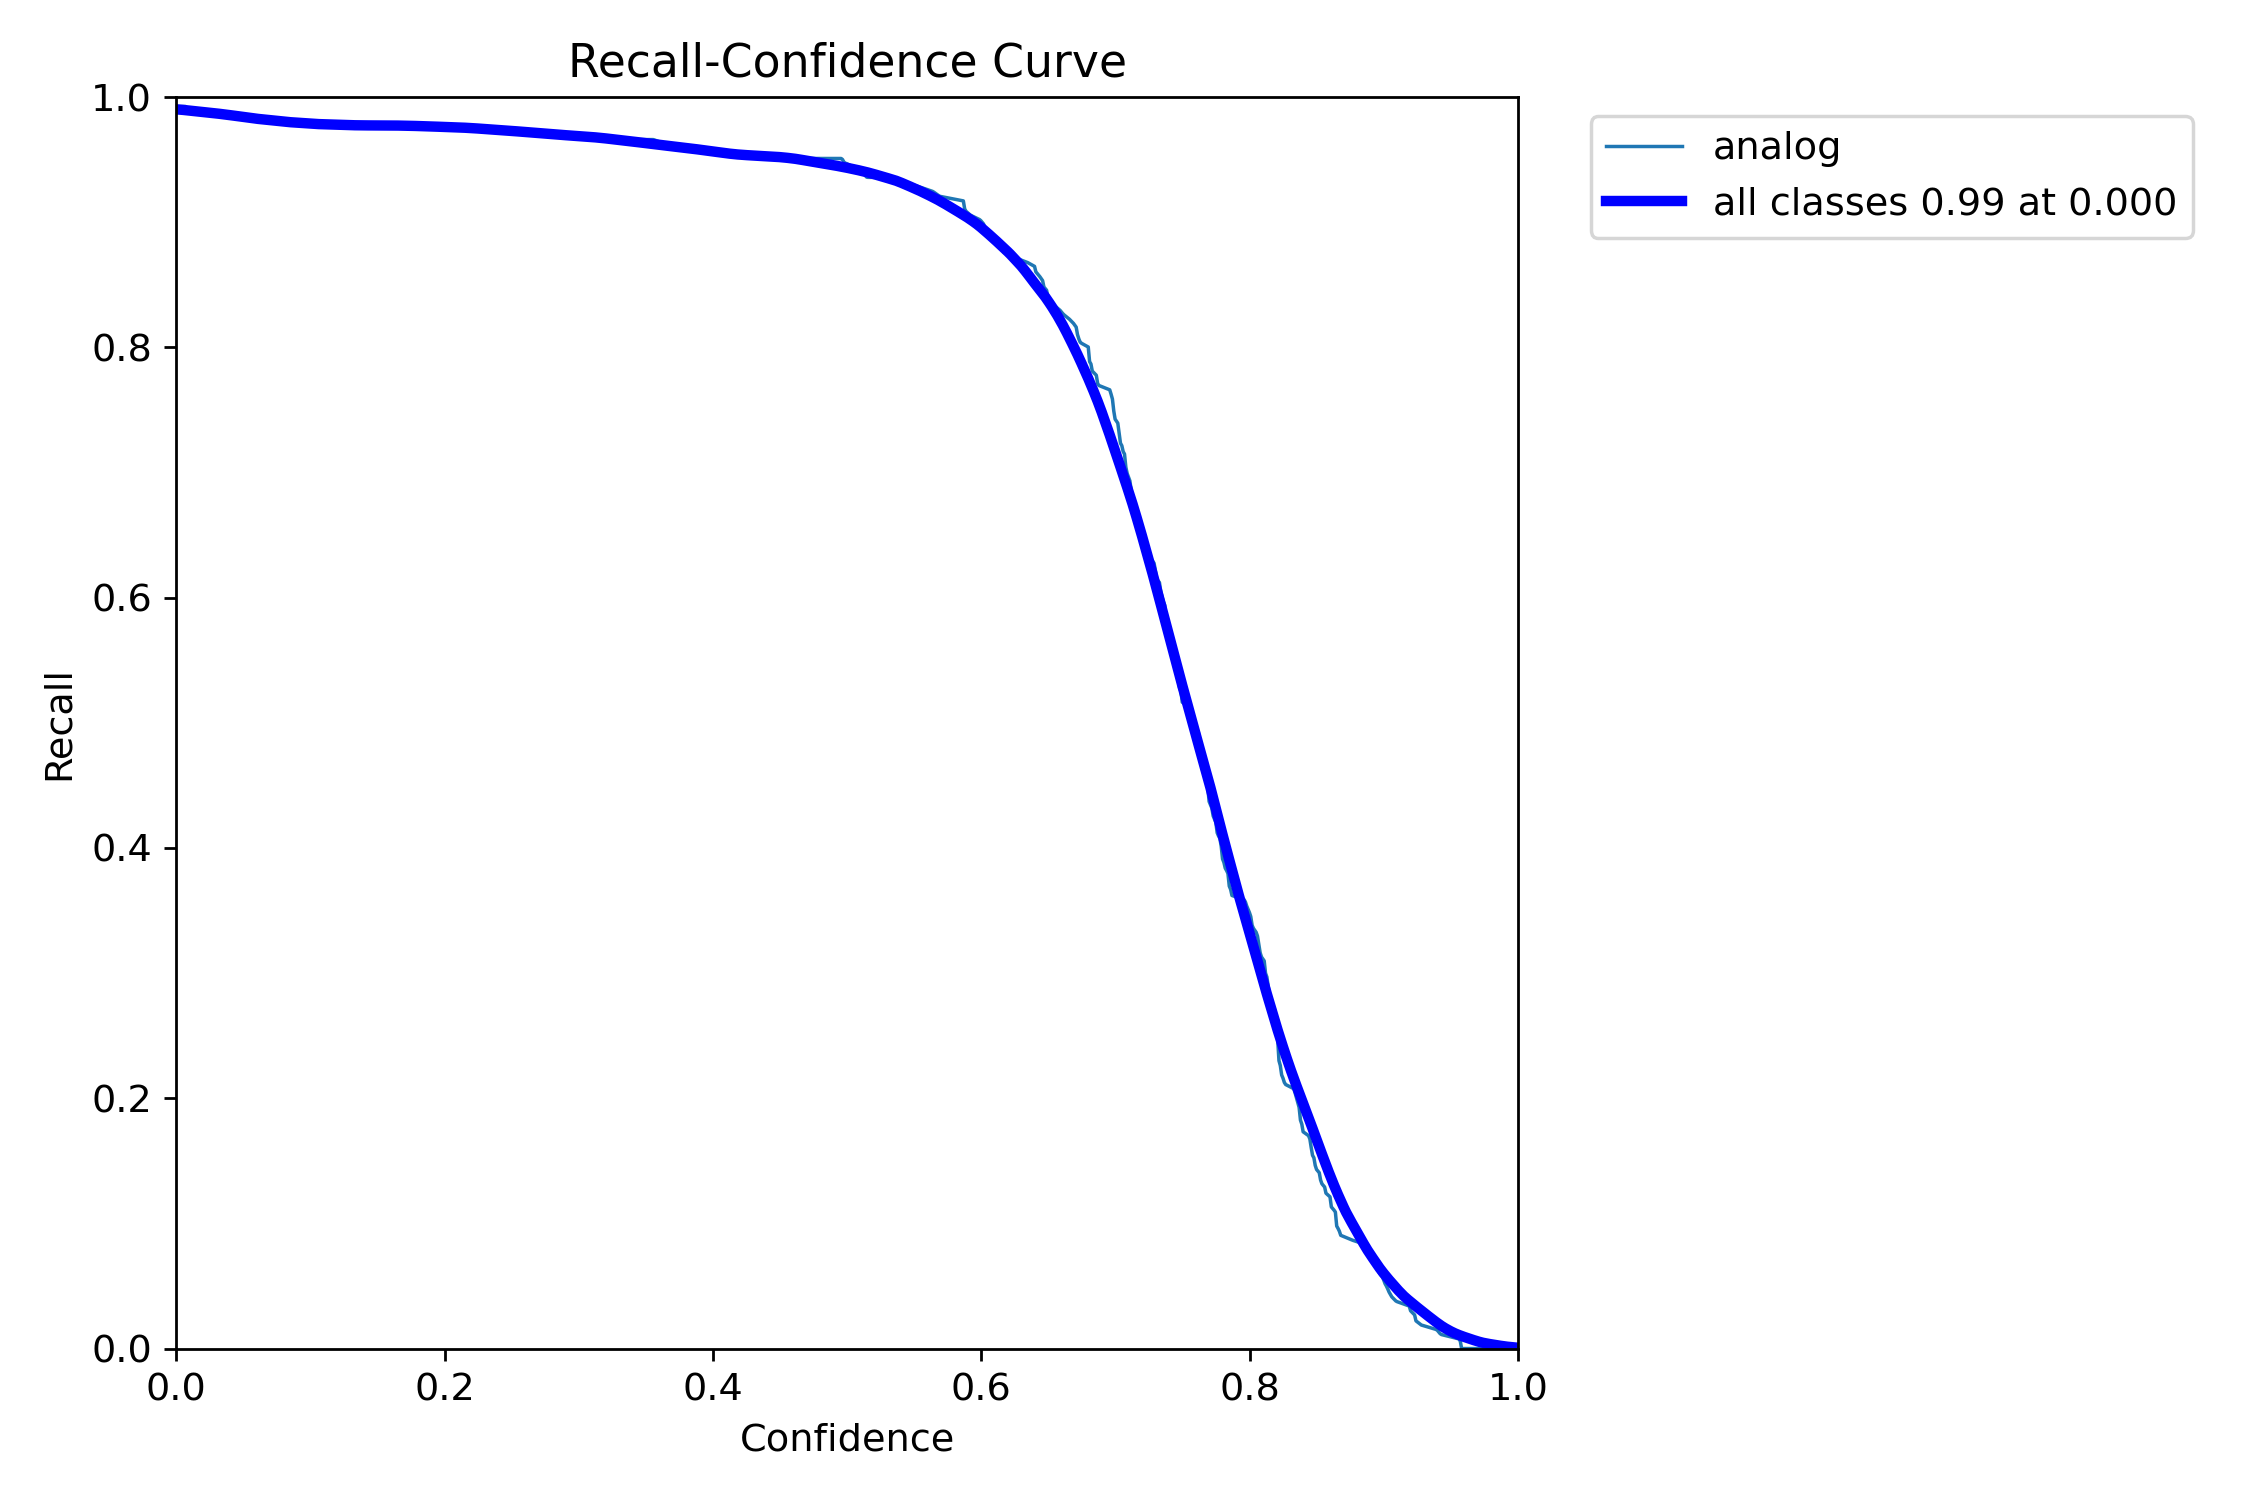 Recall-Confidence Curve
1.0
0.8
0.6
0.4
0.2
0.0
Recall
0.0 0.2 0.4 0.6 0.8 1.0
Confidence
analog
all classes 0.99 at 0.000